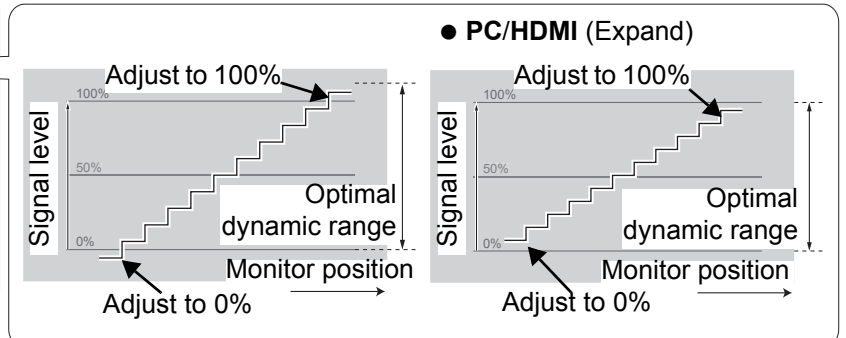 ● PC/HDMI (Expand)
Adjust to 100%
100%
Signal level
50%
Optimal
dynamic range
0%
Monitor position
Adjust to 0%
Adjust to 100%
100%
Signal level
50%
Optimal
dynamic range
0%
Monitor position
Adjust to 0%